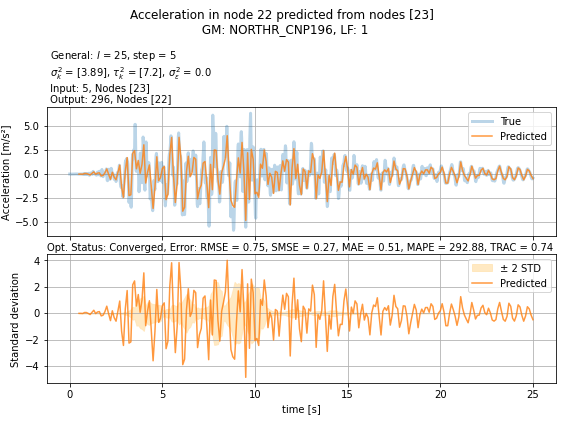 Acceleration in node 22 predicted from nodes [23]
GM: NORTHR_CNP196, LF: 1
General: l = 25, step = 5
σ²ₖ = [3.89], τ²ₖ = [7.2], σ²ε = 0.0
Input: 5, Nodes [23]
Output: 296, Nodes [22]
Acceleration [m/s²]
5.0
2.5
0.0
−2.5
−5.0
True
Predicted
Opt. Status: Converged, Error: RMSE = 0.75, SMSE = 0.27, MAE = 0.51, MAPE = 292.88, TRAC = 0.74
Standard deviation
4
2
0
−2
−4
± 2 STD
Predicted
0 5 10 15 20 25
time [s]